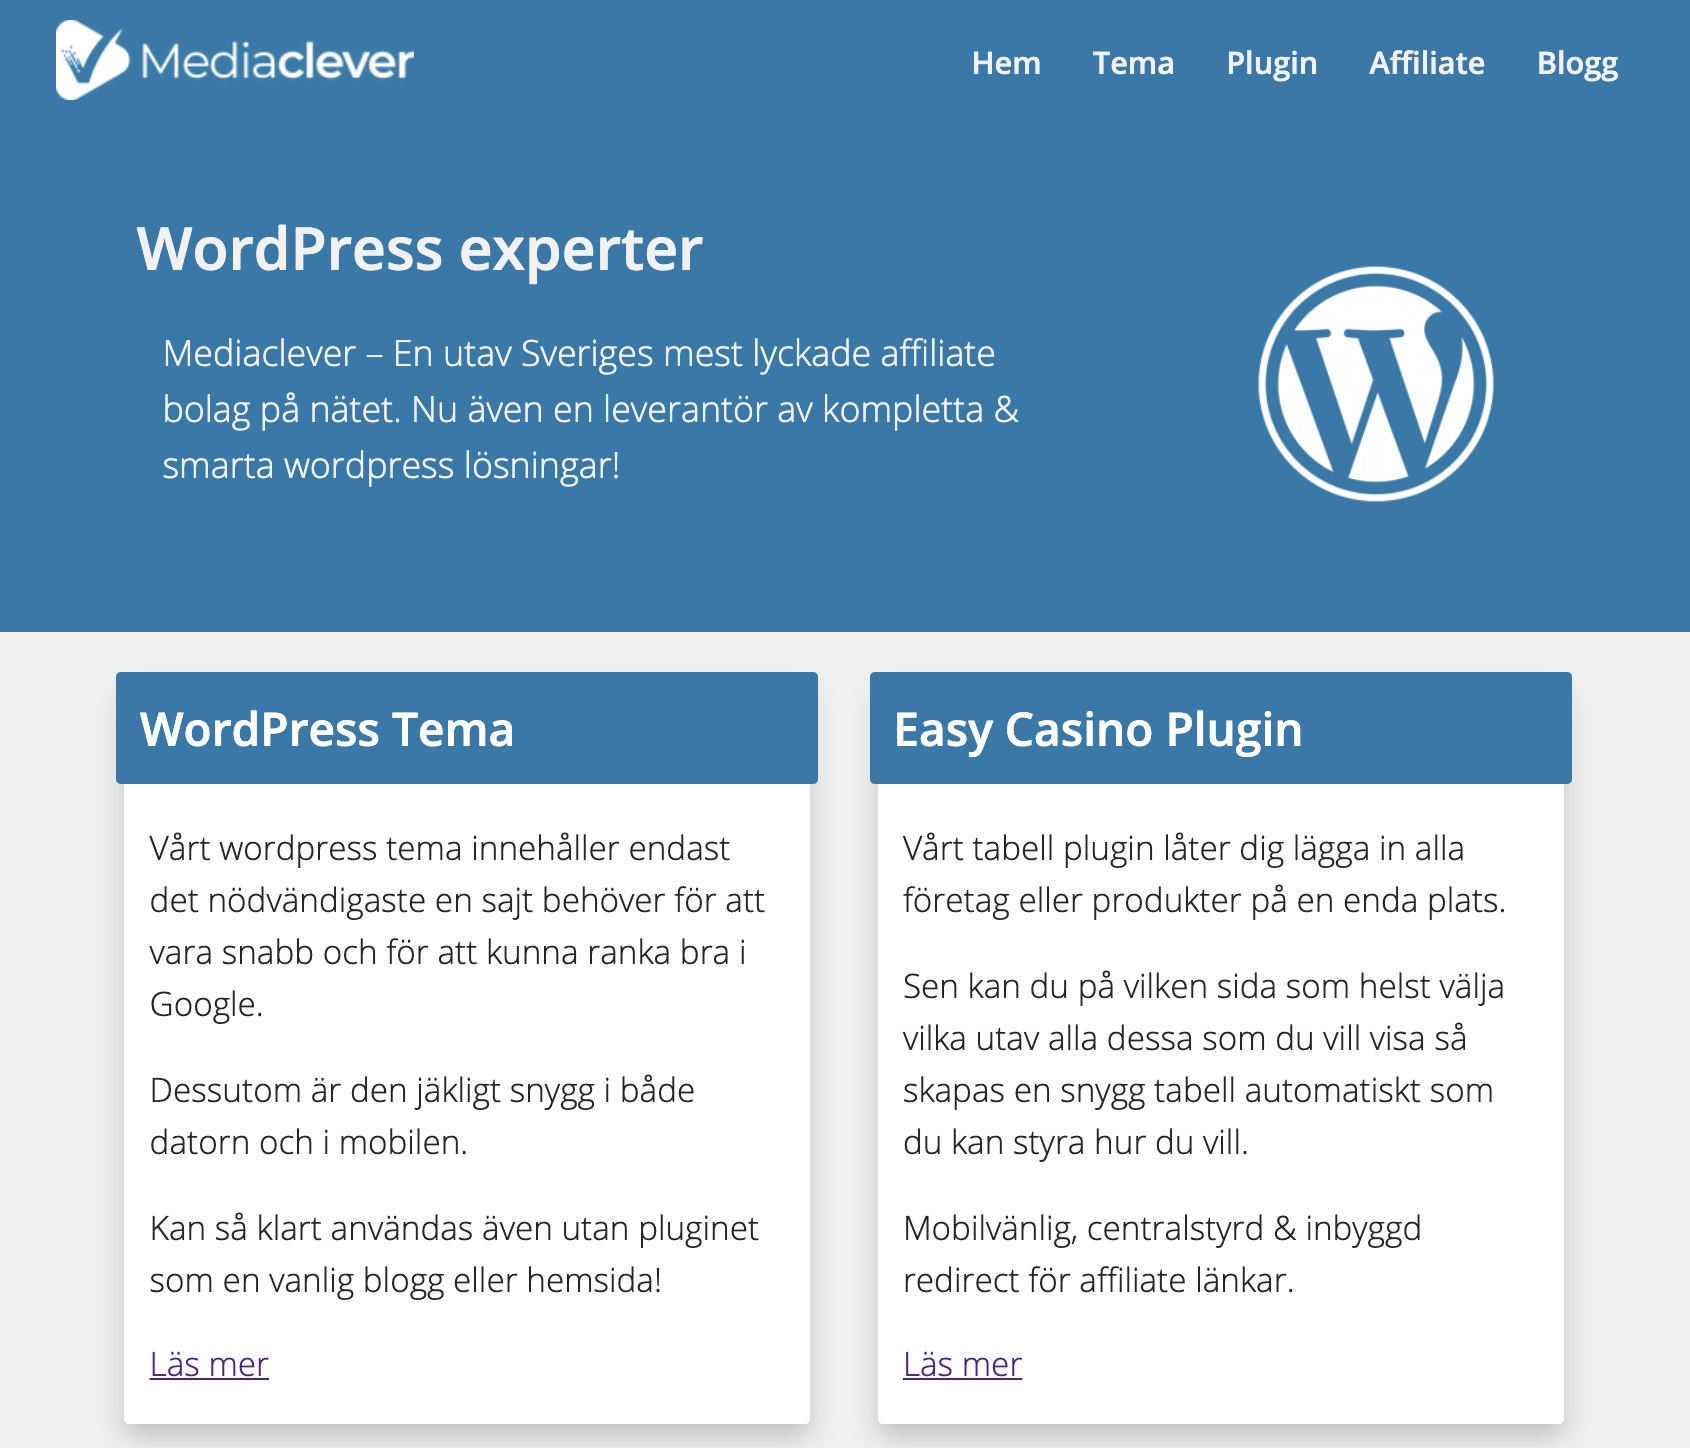 Mediaclever
Hem Tema Plugin Affiliate Blogg
WordPress experter
Mediaclever – En utav Sveriges mest lyckade affiliate
bolag på nätet. Nu även en leverantör av kompletta &
smarta wordpress lösningar!
WordPress Tema
Vårt wordpress tema innehåller endast
det nödvändigaste en sajt behöver för att
vara snabb och för att kunna ranka bra i
Google.
Dessutom är den jäkligt snygg i både
datorn och i mobilen.
Kan så klart användas även utan pluginet
som en vanlig blogg eller hemsida!
Läs mer
Easy Casino Plugin
Vårt tabell plugin låter dig lägga in alla
företag eller produkter på en enda plats.
Sen kan du på vilken sida som helst välja
vilka utav alla dessa som du vill visa så
skapas en snygg tabell automatiskt som
du kan styra hur du vill.
Mobilvänlig, centralstyrd & inbyggd
redirect för affiliate länkar.
Läs mer